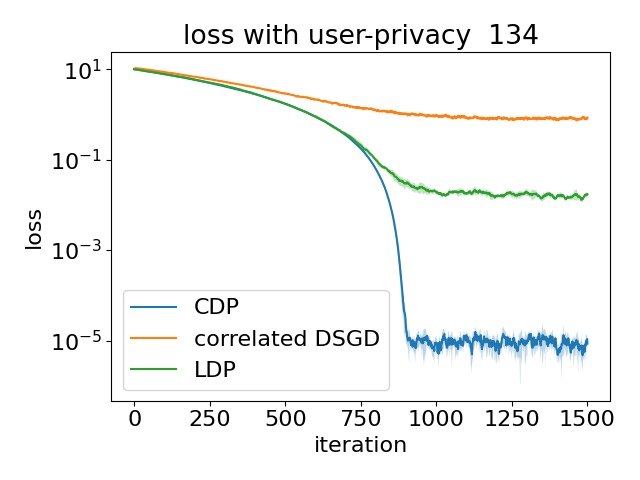 loss with user-privacy  134
loss
10^1
10^-1
10^-3
10^-5
CDP
correlated DSGD
LDP
0 250 500 750 1000 1250 1500
iteration